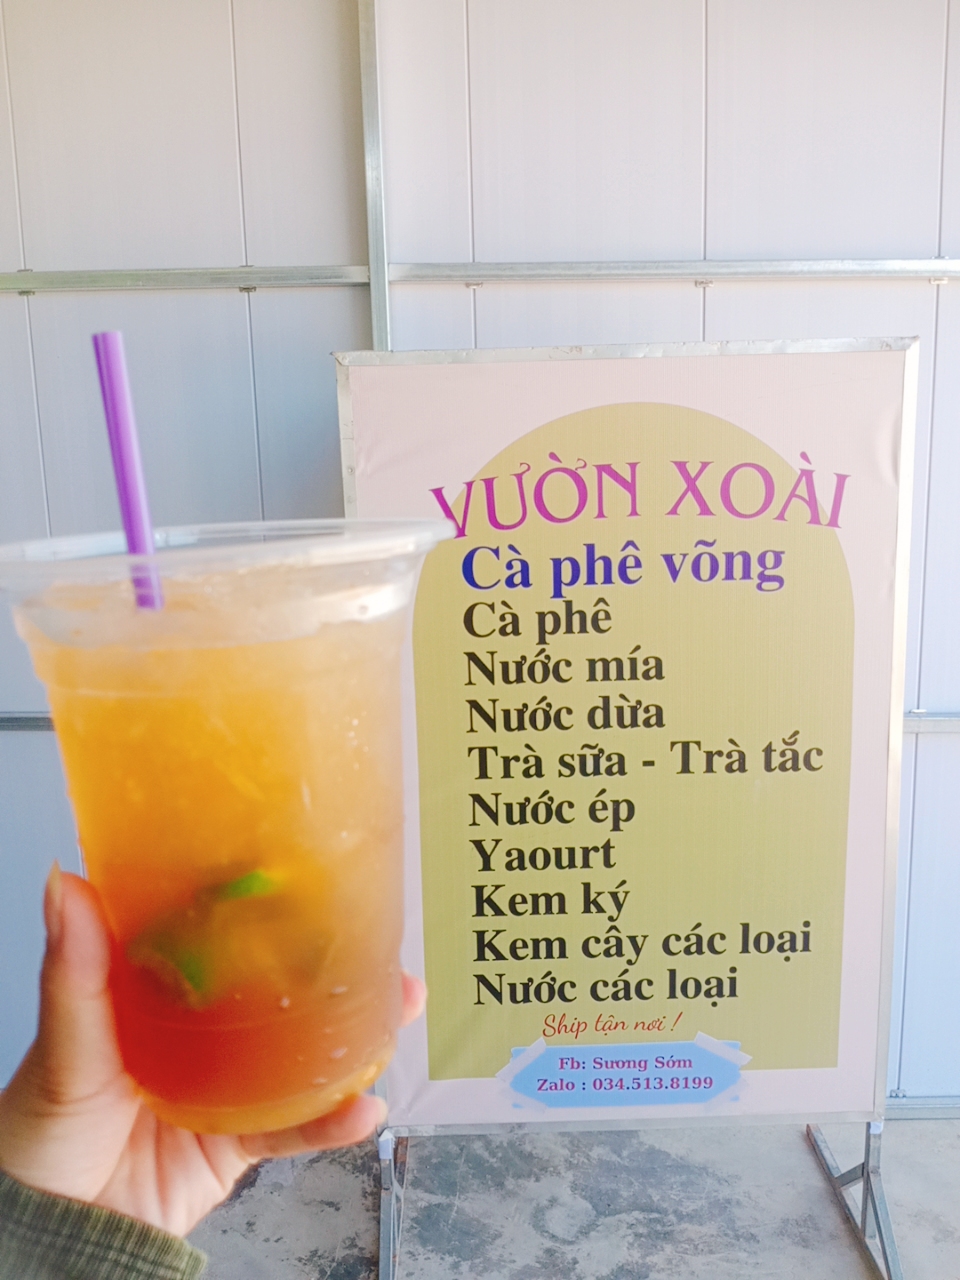 VƯỜN XOÀI
Cà phê võng
Cà phê
Nước mía
Nước dừa
Trà sữa - Trà tắc
Nước ép
Yaourt
Kem ký
Kem cây các loại
Nước các loại
Ship tận nơi !
Fb: Sương Sớm
Zalo : 034.513.8199